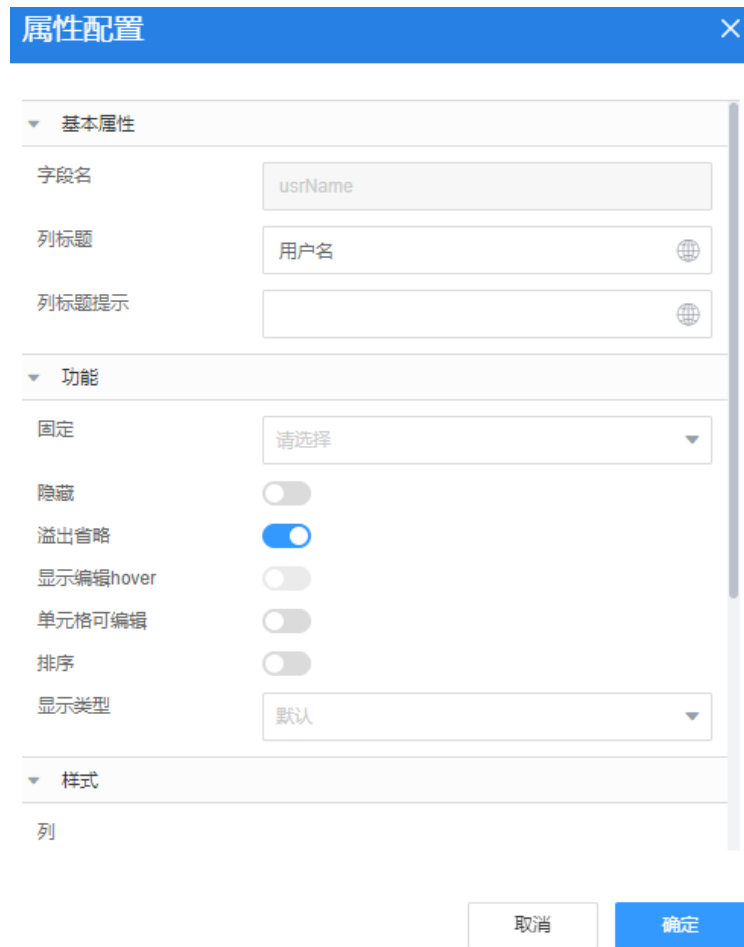 属性配置
基本属性
字段名
usrName
列标题
用户名
列标题提示
功能
固定
请选择
隐藏
溢出省略
显示编辑hover
单元格可编辑
排序
显示类型
默认
样式
列
取消
确定